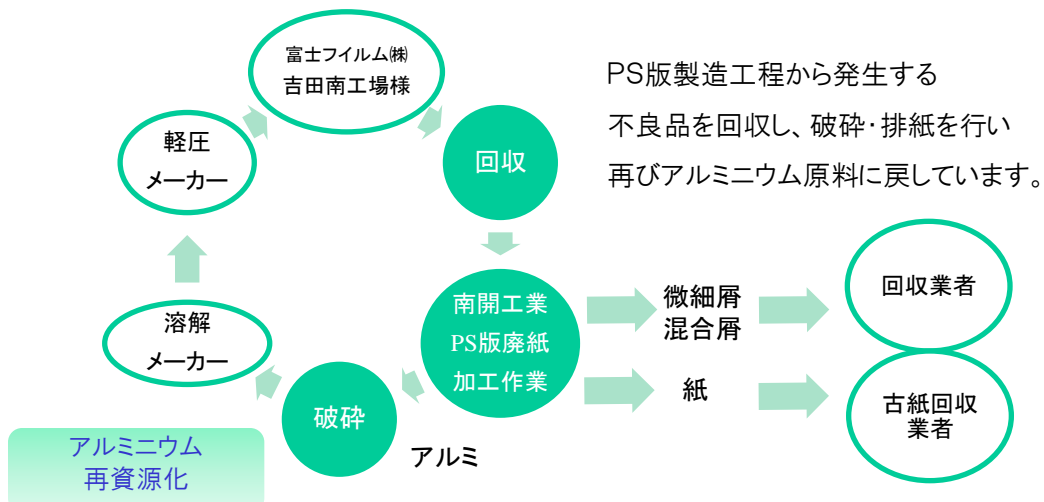 富士フイルム㈱
吉田南工場様
PS版製造工程から発生する
不良品を回収し、破砕・排紙を行い
再びアルミニウム原料に戻しています。
軽圧
メーカー
回収
回収業者
南開工業
PS版廃紙
加工作業
微細屑
混合屑
溶解
メーカー
紙
古紙回収
業者
破砕
アルミ
アルミニウム
再資源化